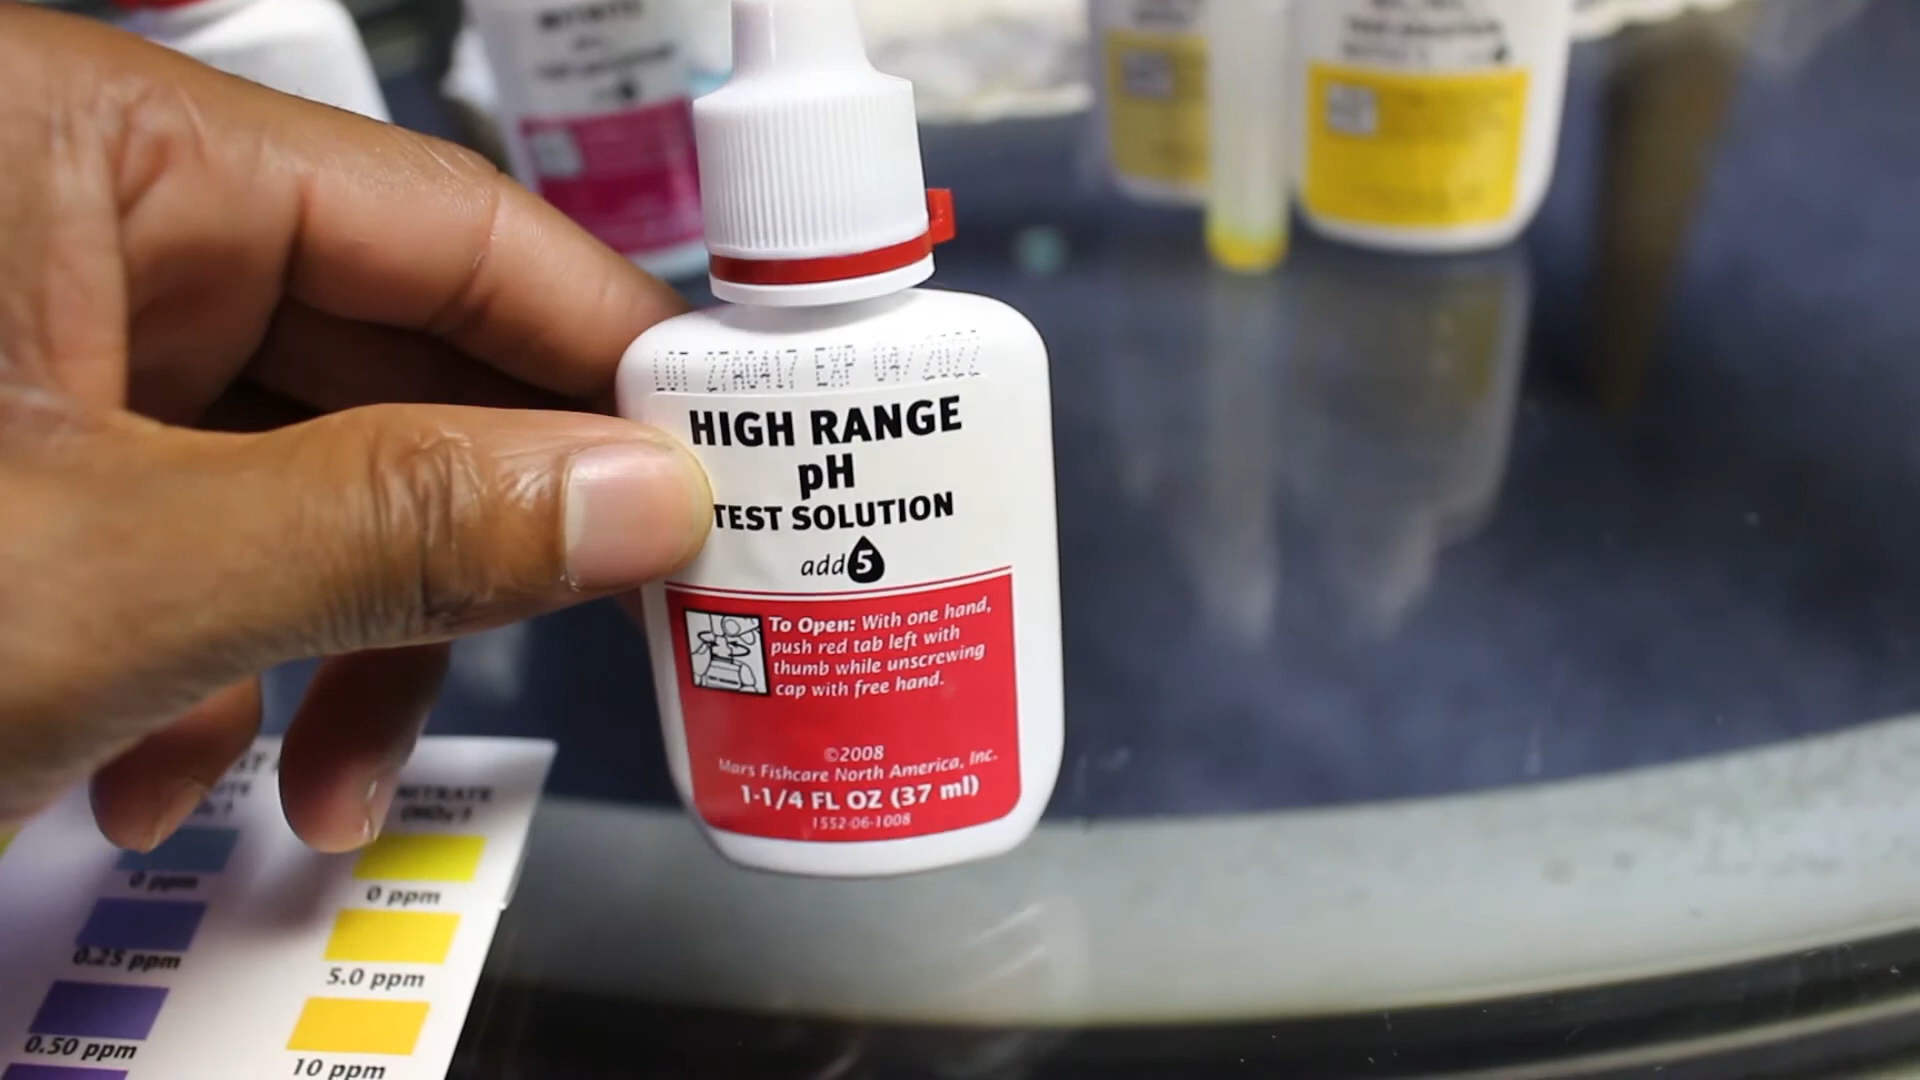 LOT 27A0417 EXP 04/2022
HIGH RANGE
pH
TEST SOLUTION
add 5
To Open: With one hand,
push red tab left with
thumb while unscrewing
cap with free hand.
©2008
Mars Fishcare North America, Inc.
1-1/4 FL OZ (37 ml)
1552-06-1008
NITRATE
0 ppm
0 ppm
0.25 ppm
5.0 ppm
0.50 ppm
10 ppm